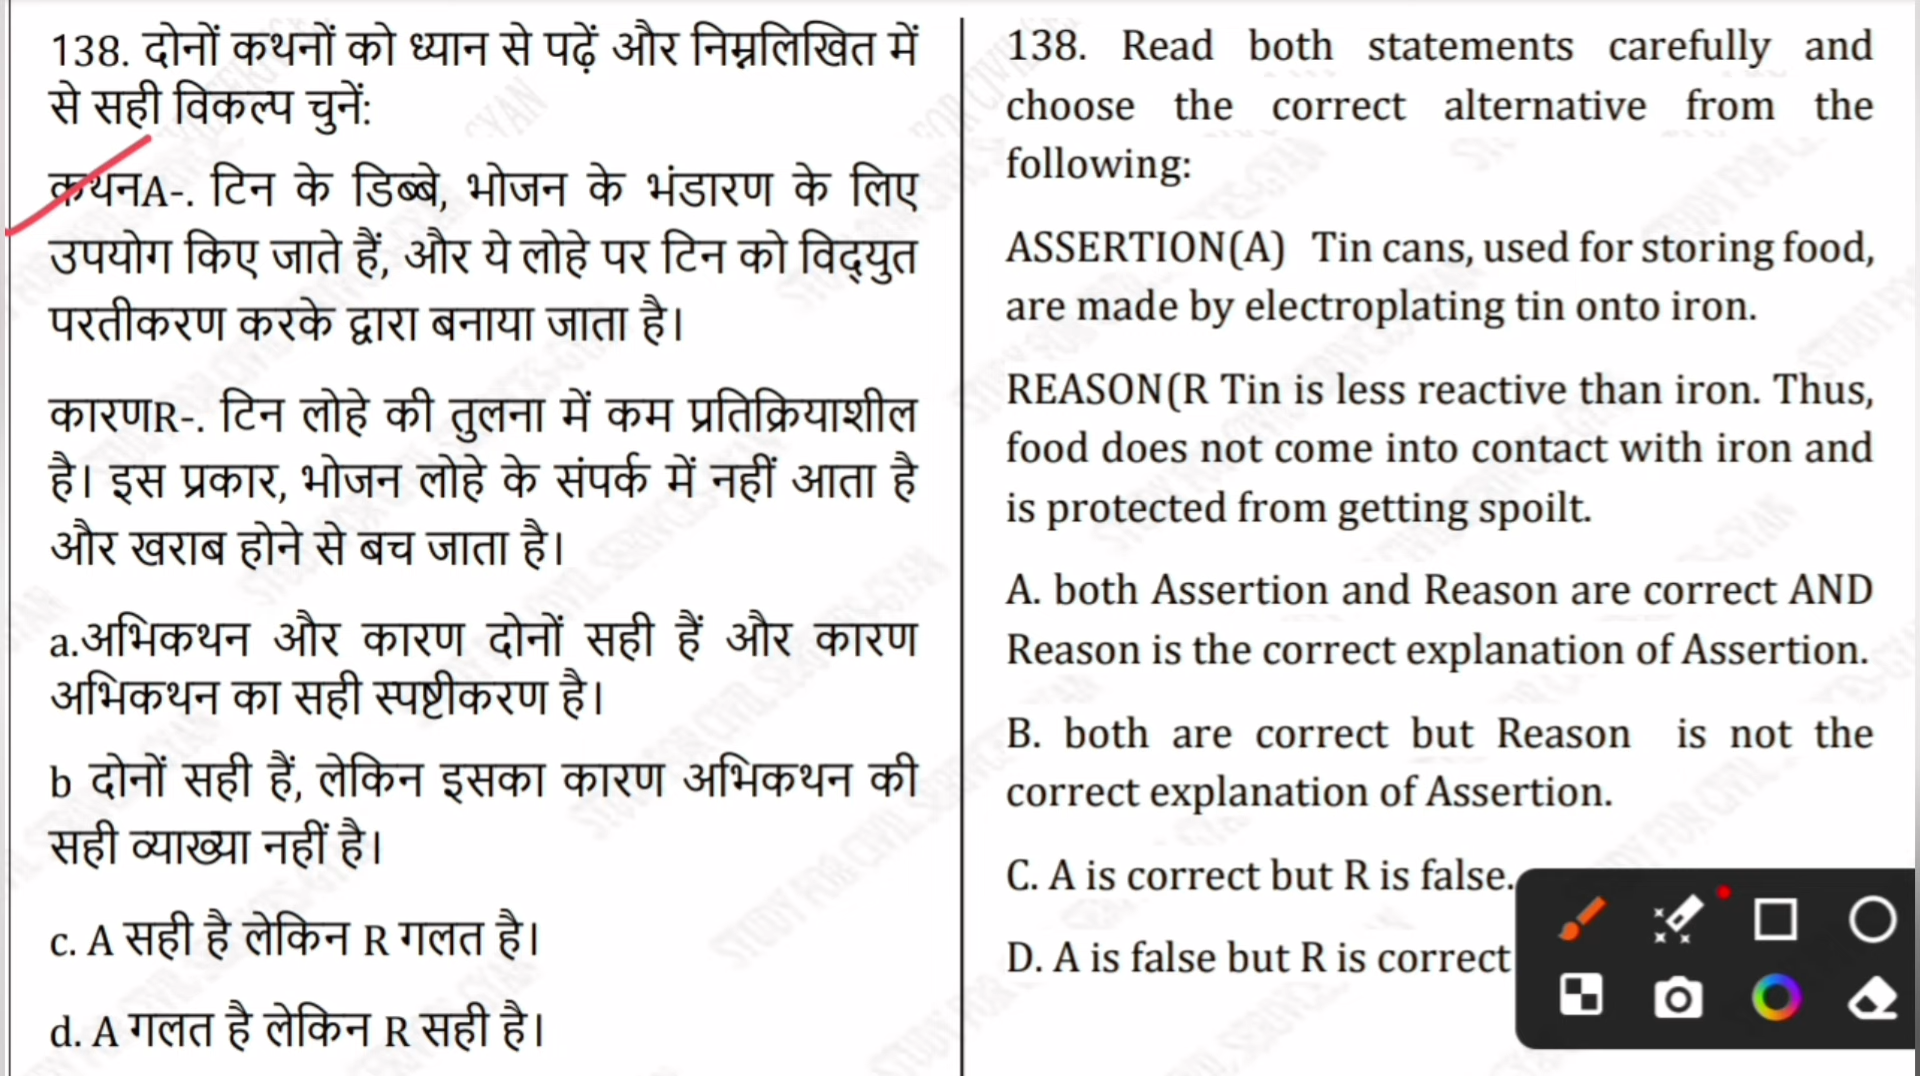 138. दोनों कथनों को ध्यान से पढ़ें और निम्नलिखित में
से सही विकल्प चुनें:
कथनA-. टिन के डिब्बे, भोजन के भंडारण के लिए
उपयोग किए जाते हैं, और ये लोहे पर टिन को विद्युत
परतीकरण करके द्वारा बनाया जाता है।
कारणR-. टिन लोहे की तुलना में कम प्रतिक्रियाशील
है। इस प्रकार, भोजन लोहे के संपर्क में नहीं आता है
और खराब होने से बच जाता है।
a.अभिकथन और कारण दोनों सही हैं और कारण
अभिकथन का सही स्पष्टीकरण है।
b दोनों सही हैं, लेकिन इसका कारण अभिकथन की
सही व्याख्या नहीं है।
c. A सही है लेकिन R गलत है।
d. A गलत है लेकिन R सही है।
138. Read both statements carefully and
choose the correct alternative from the
following:
ASSERTION(A) Tin cans, used for storing food,
are made by electroplating tin onto iron.
REASON(R Tin is less reactive than iron. Thus,
food does not come into contact with iron and
is protected from getting spoilt.
A. both Assertion and Reason are correct AND
Reason is the correct explanation of Assertion.
B. both are correct but Reason is not the
correct explanation of Assertion.
C. A is correct but R is false.
D. A is false but R is correct